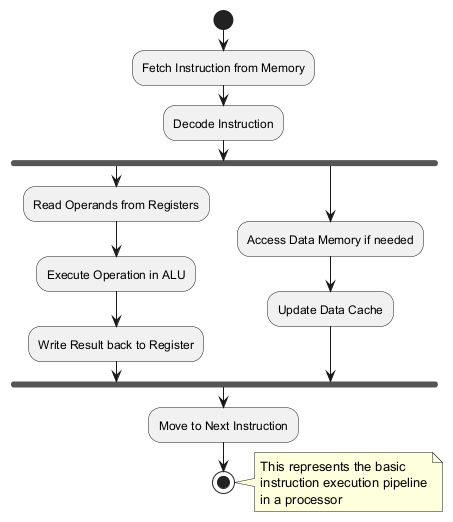 Fetch Instruction from Memory
Decode Instruction
Read Operands from Registers
Execute Operation in ALU
Write Result back to Register
Access Data Memory if needed
Update Data Cache
Move to Next Instruction
This represents the basic
instruction execution pipeline
in a processor